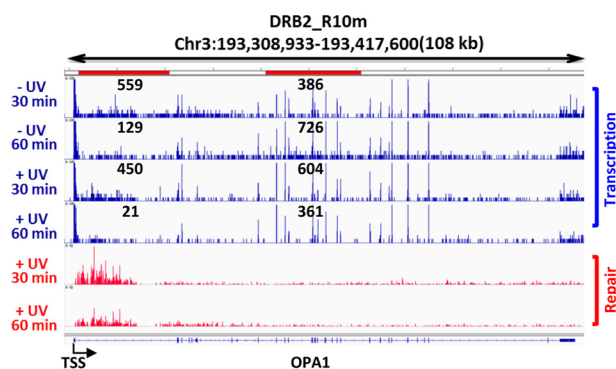 DRB2_R10m
Chr3:193,308,933-193,417,600(108 kb)
- UV
30 min
559
386
- UV
60 min
129
726
+ UV
30 min
450
604
+ UV
60 min
21
361
Transcription
+ UV
30 min
+ UV
60 min
Repair
TSS
OPA1